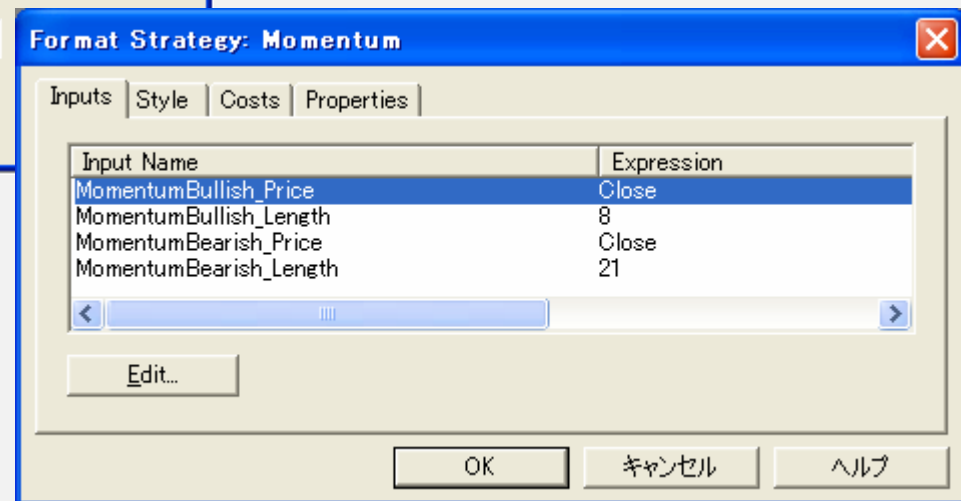 Format Strategy: Momentum
Inputs Style Costs Properties
Input Name Expression
MomentumBullish_Price Close
MomentumBullish_Length 8
MomentumBearish_Price Close
MomentumBearish_Length 21
Edit...
OK キャンセル ヘルプ